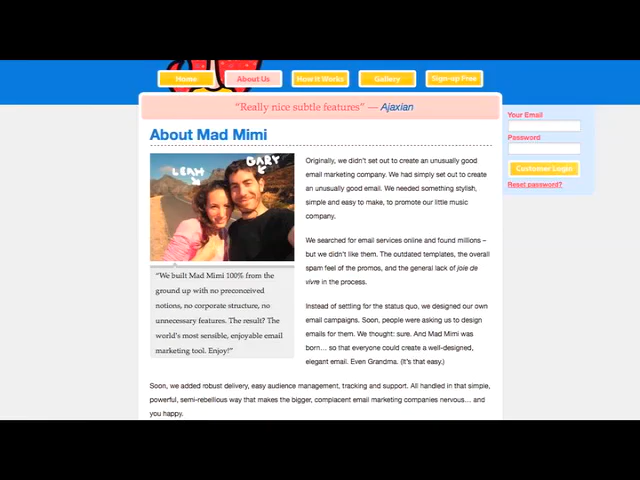 Home
About Us
How it Works
Gallery
Sign-up Free
“Really nice subtle features” — Ajaxian
Your Email
Password
Customer Login
Reset password?
About Mad Mimi
LEAH
GARY
“We built Mad Mimi 100% from the
ground up with no preconceived
notions, no corporate structure, no
unnecessary features. The result? The
world’s most sensible, enjoyable email
marketing tool. Enjoy!”
Originally, we didn’t set out to create an unusually good
email marketing company. We had simply set out to create
an unusually good email. We needed something stylish,
simple and easy to make, to promote our little music
company.
We searched for email services online and found millions –
but we didn’t like them. The outdated templates, the overall
spam feel of the promos, and the general lack of joie de
vivre in the process.
Instead of settling for the status quo, we designed our own
email campaigns. Soon, people were asking us to design
emails for them. We thought: sure. And Mad Mimi was
born... so that everyone could create a well-designed,
elegant email. Even Grandma. (It’s that easy.)
Soon, we added robust delivery, easy audience management, tracking and support. All handled in that simple,
powerful, semi-rebellious way that makes the bigger, complacent email marketing companies nervous... and
you happy.